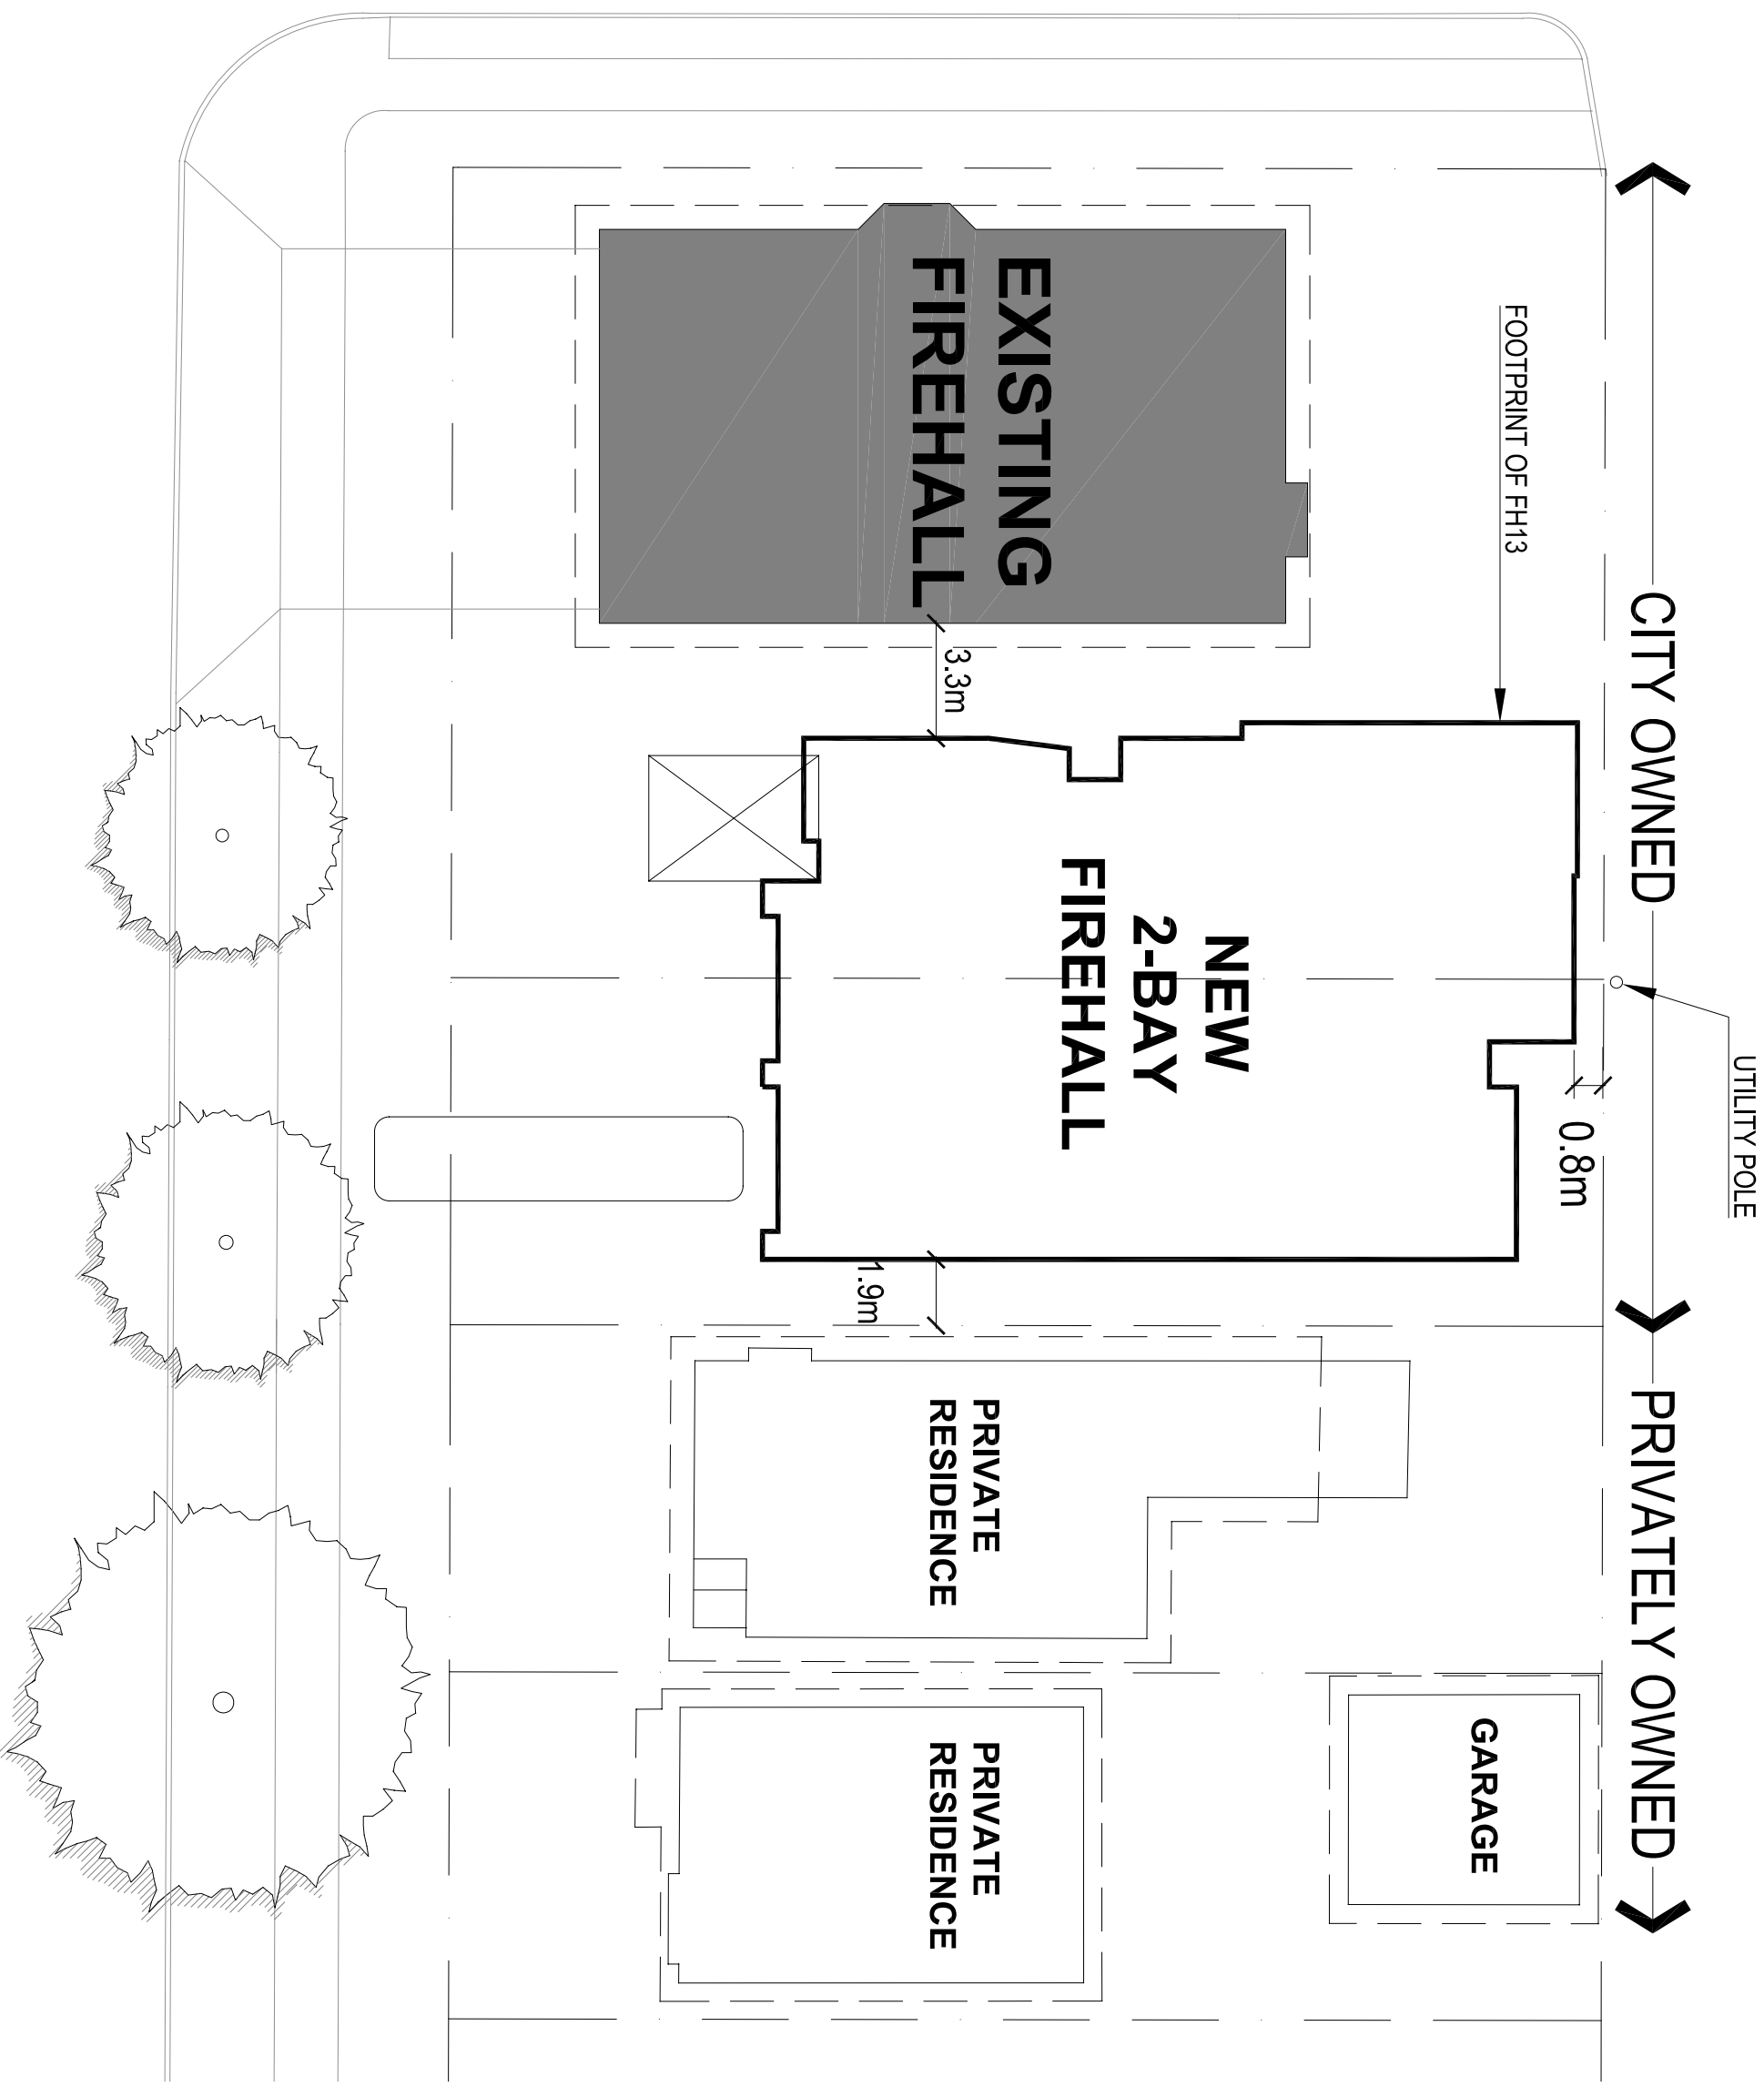 UTILITY POLE
CITY OWNED
PRIVATELY OWNED
0.8m
FOOTPRINT OF FH13
NEW
2-BAY
FIREHALL
EXISTING
FIREHALL
3.3m
1.9m
PRIVATE
RESIDENCE
PRIVATE
RESIDENCE
GARAGE